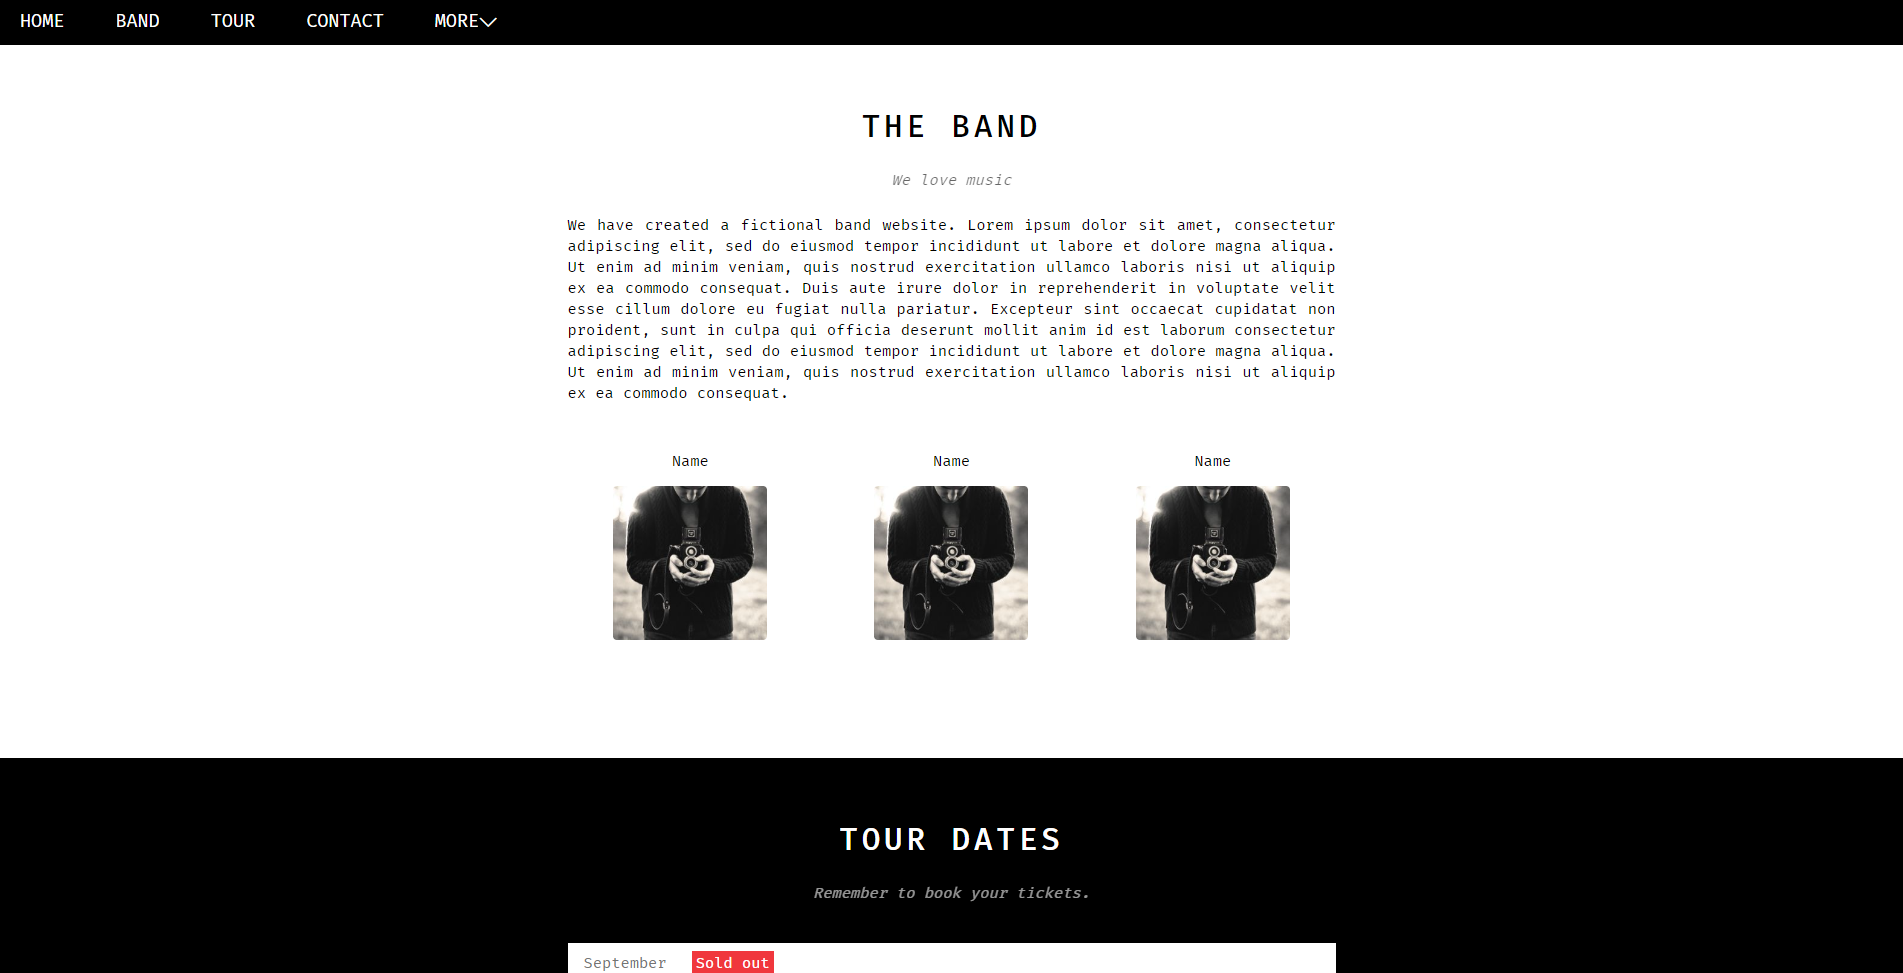 HOME BAND TOUR CONTACT MORE
THE BAND
We love music
We have created a fictional band website. Lorem ipsum dolor sit amet, consectetur
adipiscing elit, sed do eiusmod tempor incididunt ut labore et dolore magna aliqua.
Ut enim ad minim veniam, quis nostrud exercitation ullamco laboris nisi ut aliquip
ex ea commodo consequat. Duis aute irure dolor in reprehenderit in voluptate velit
esse cillum dolore eu fugiat nulla pariatur. Excepteur sint occaecat cupidatat non
proident, sunt in culpa qui officia deserunt mollit anim id est laborum consectetur
adipiscing elit, sed do eiusmod tempor incididunt ut labore et dolore magna aliqua.
Ut enim ad minim veniam, quis nostrud exercitation ullamco laboris nisi ut aliquip
ex ea commodo consequat.
Name Name Name
TOUR DATES
Remember to book your tickets.
September Sold out